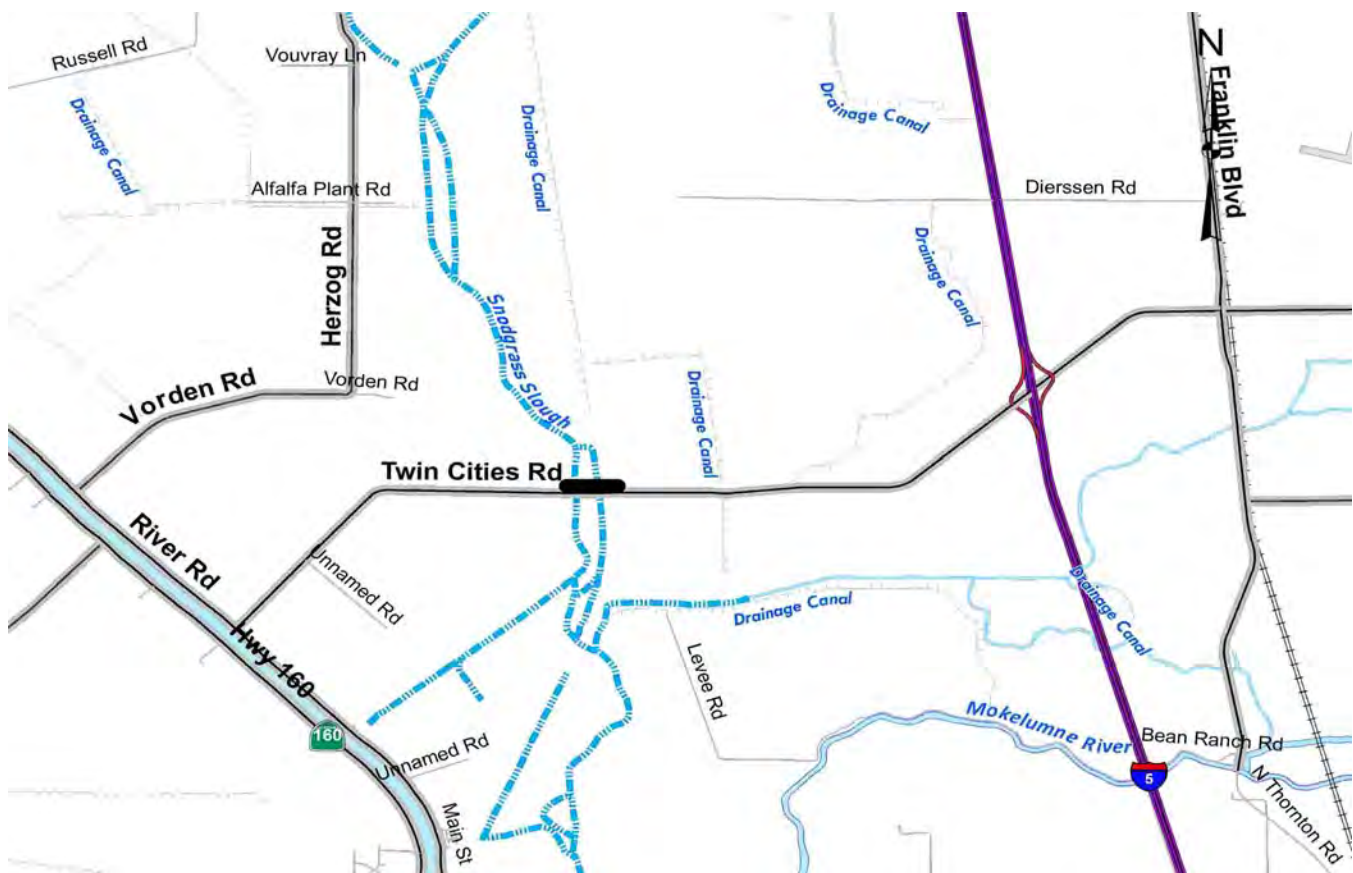 Russell Rd
Vouvray Ln
Drainage Canal
Drainage Canal
Drainage Canal
N
Franklin Blvd
Alfalfa Plant Rd
Dierssen Rd
Herzog Rd
Drainage Canal
Snodgrass Slough
Vorden Rd
Vorden Rd
Drainage Canal
Twin Cities Rd
River Rd
Unnamed Rd
Drainage Canal
Drainage Canal
Hwy 160
160
Levee Rd
Mokelumne River
Bean Ranch Rd
Unnamed Rd
5
N Thornton Rd
Main St